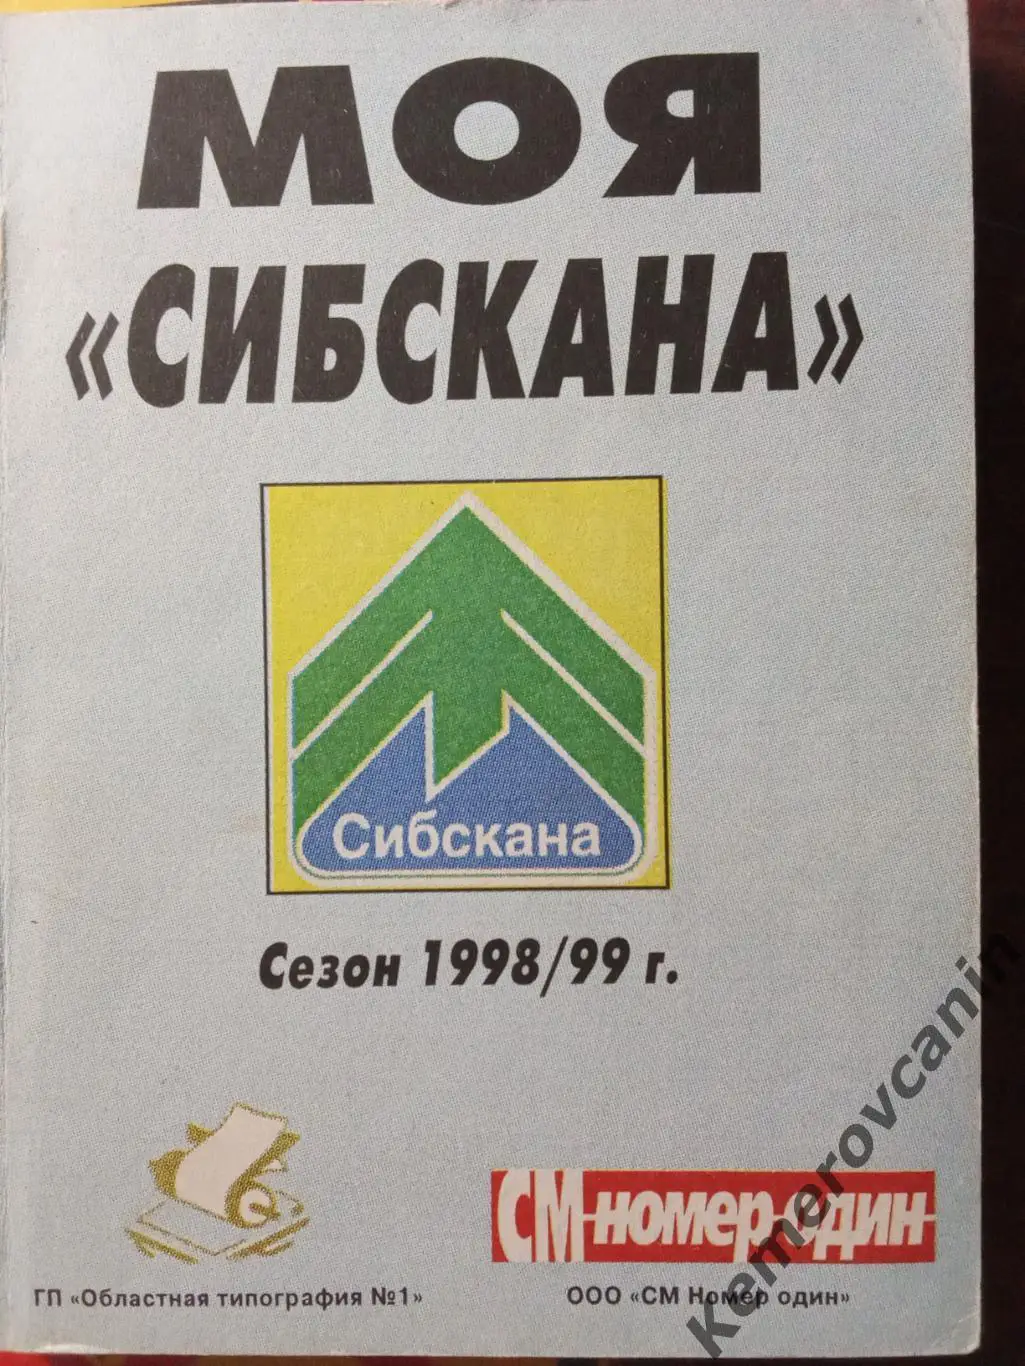 МОЯ
«СИБСКАНА»
Сибскана
Сезон 1998/99 г.
СМ-номер-один
ГП «Областная типография №1»
ООО «СМ Номер один»
kemerovcanin